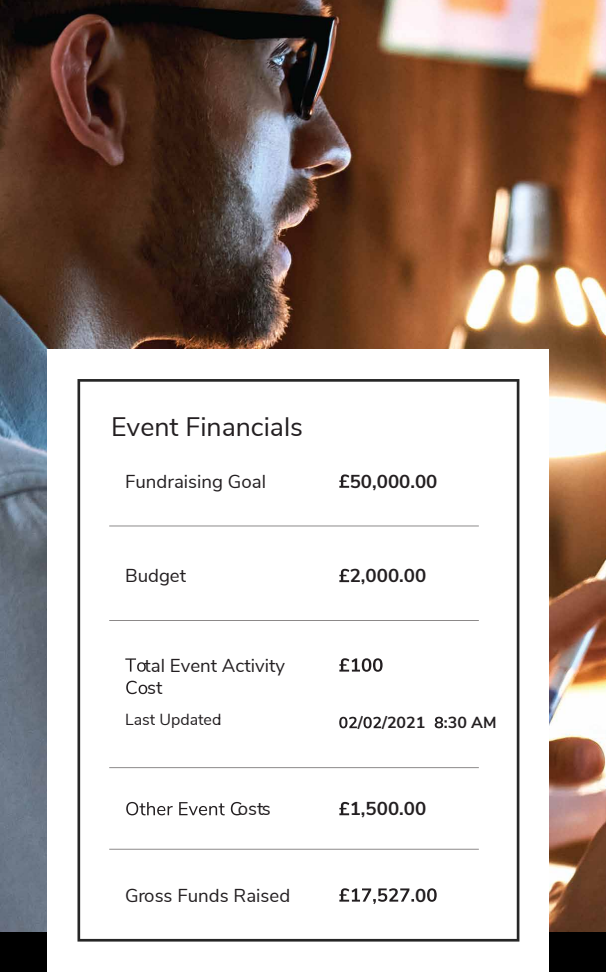 Event Financials
Fundraising Goal £50,000.00
Budget £2,000.00
Total Event Activity £100
Cost
Last Updated 02/02/2021 8:30 AM
Other Event Costs £1,500.00
Gross Funds Raised £17,527.00